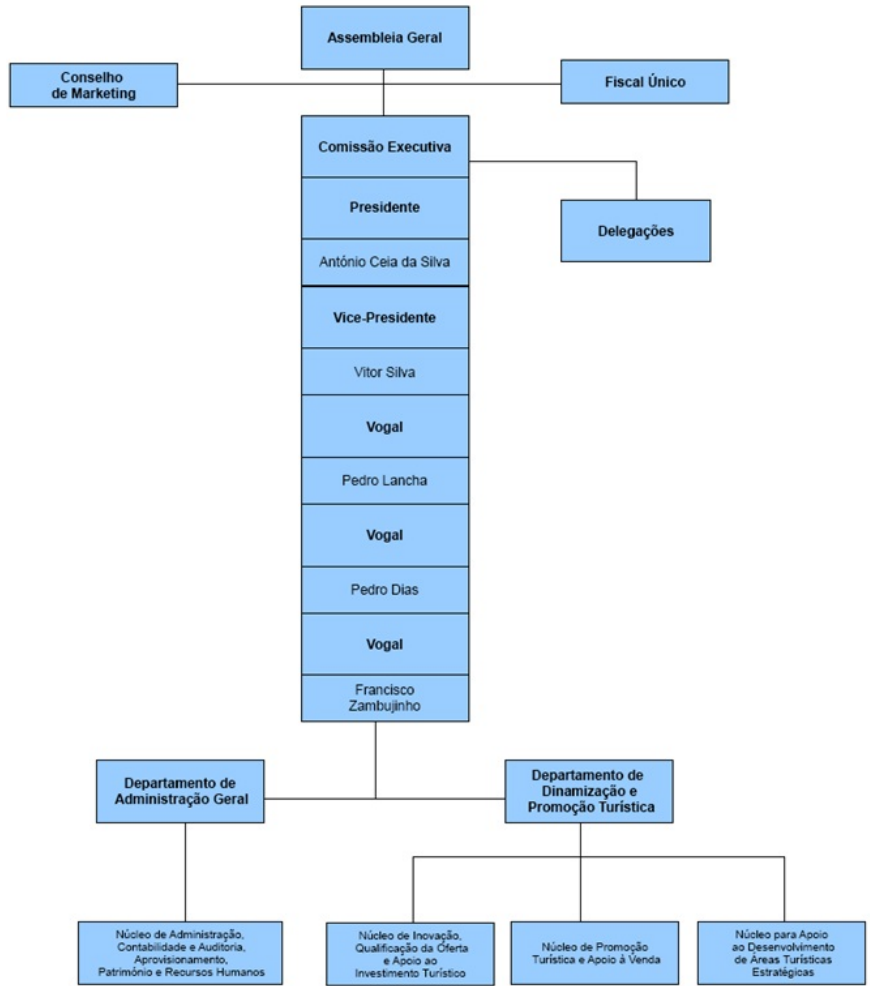 Assembleia Geral
Conselho
de Marketing
Fiscal Único
Comissão Executiva
Presidente
Delegações
António Ceia da Silva
Vice-Presidente
Vitor Silva
Vogal
Pedro Lancha
Vogal
Pedro Dias
Vogal
Francisco
Zambujinho
Departamento de
Administração Geral
Departamento de
Dinamização e
Promoção Turística
Núcleo de Administração,
Contabilidade e Auditoria,
Aprovisionamento,
Património e Recursos Humanos
Núcleo de Inovação,
Qualificação da Oferta
e Apoio ao
Investimento Turístico
Núcleo de Promoção
Turística e Apoio à Venda
Núcleo para Apoio
ao Desenvolvimento
de Áreas Turísticas
Estratégicas